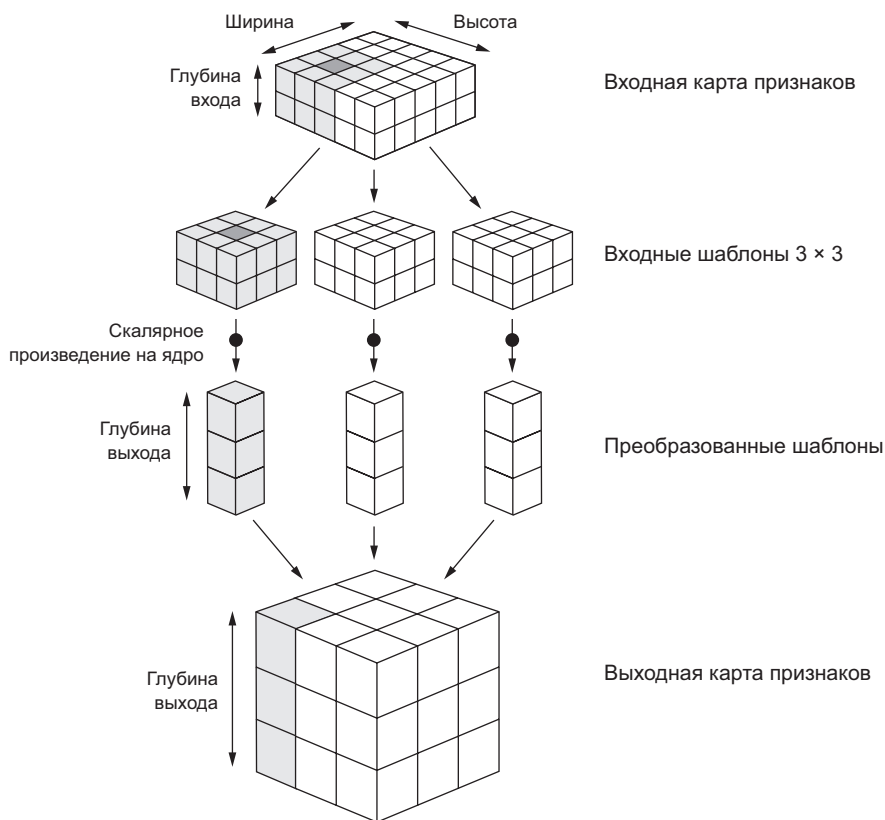 Ширина
Высота
Глубина
входа
Входная карта признаков
Входные шаблоны 3 × 3
Скалярное
произведение на ядро
Глубина
выхода
Преобразованные шаблоны
Глубина
выхода
Выходная карта признаков